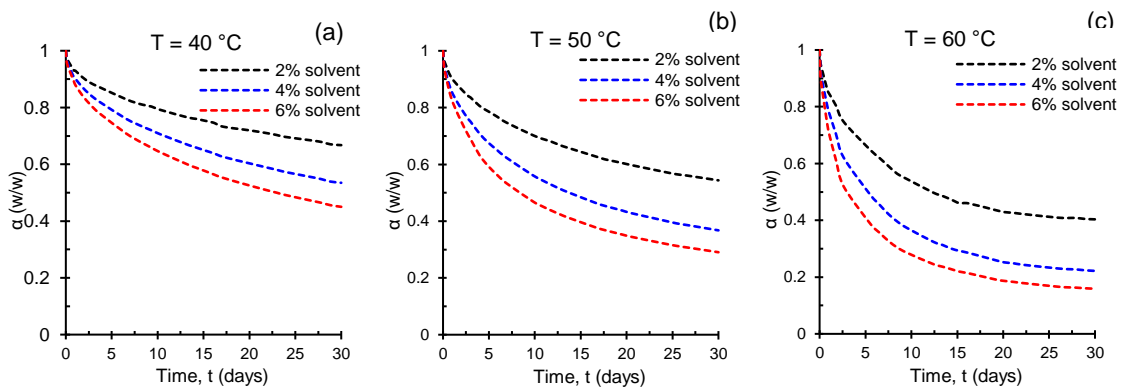 (a)
T = 40 °C
2% solvent
4% solvent
6% solvent
1
0.8
0.6
0.4
0.2
0
α (w/w)
0 5 10 15 20 25 30
Time, t (days)
(b)
T = 50 °C
2% solvent
4% solvent
6% solvent
1
0.8
0.6
0.4
0.2
0
α (w/w)
0 5 10 15 20 25 30
Time, t (days)
(c)
T = 60 °C
2% solvent
4% solvent
6% solvent
1
0.8
0.6
0.4
0.2
0
α (w/w)
0 5 10 15 20 25 30
Time, t (days)